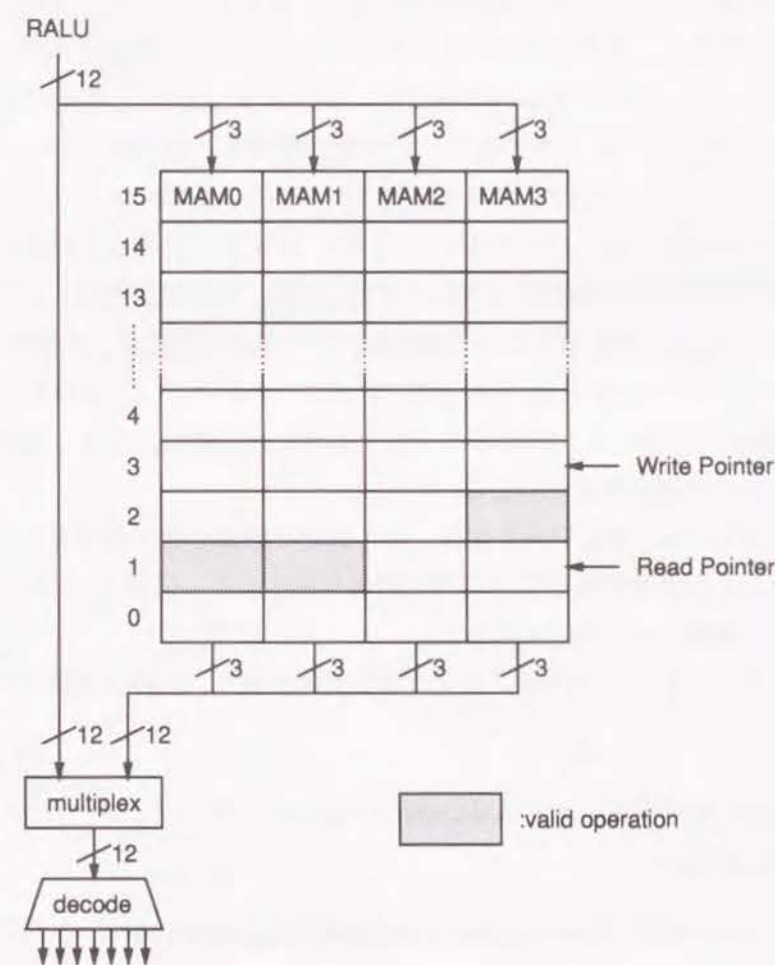 RALU
12
3 3 3 3
15 MAM0 MAM1 MAM2 MAM3
14
13
4
3 Write Pointer
2
1 Read Pointer
0
3 3 3 3
12 12
multiplex
:valid operation
12
decode